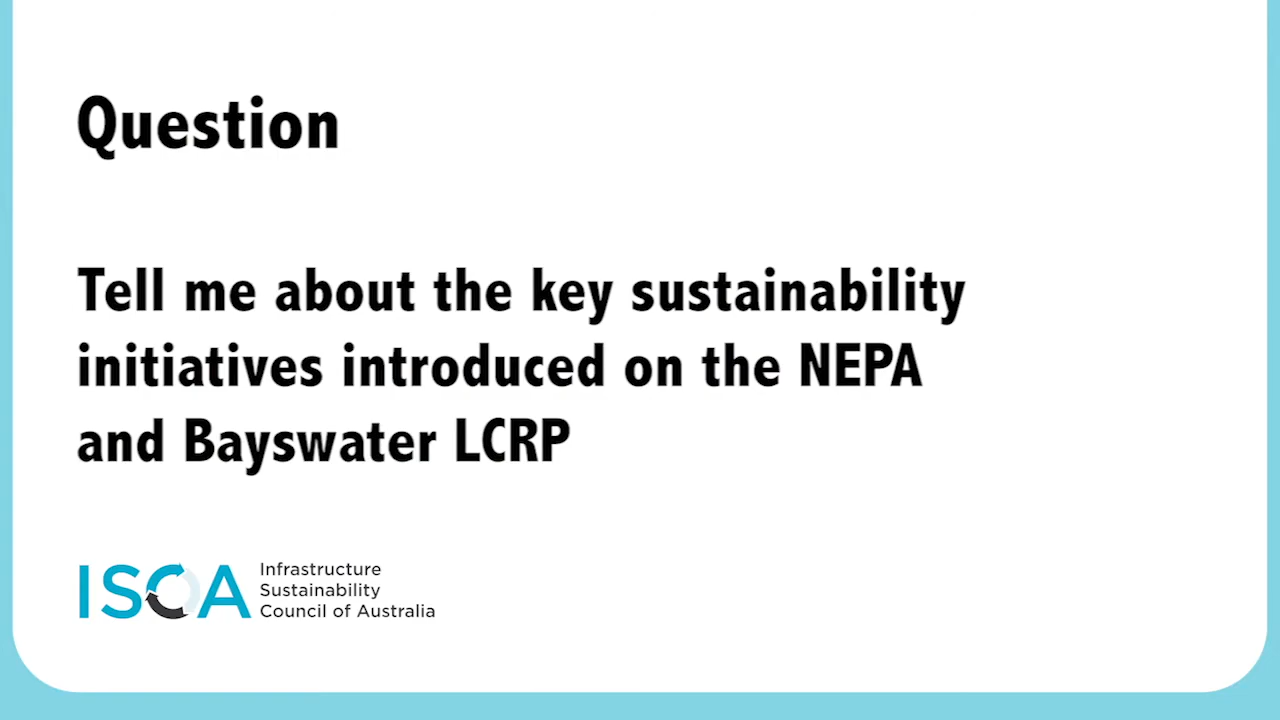 Question
Tell me about the key sustainability
initiatives introduced on the NEPA
and Bayswater LCRP
ISCA
Infrastructure
Sustainability
Council of Australia